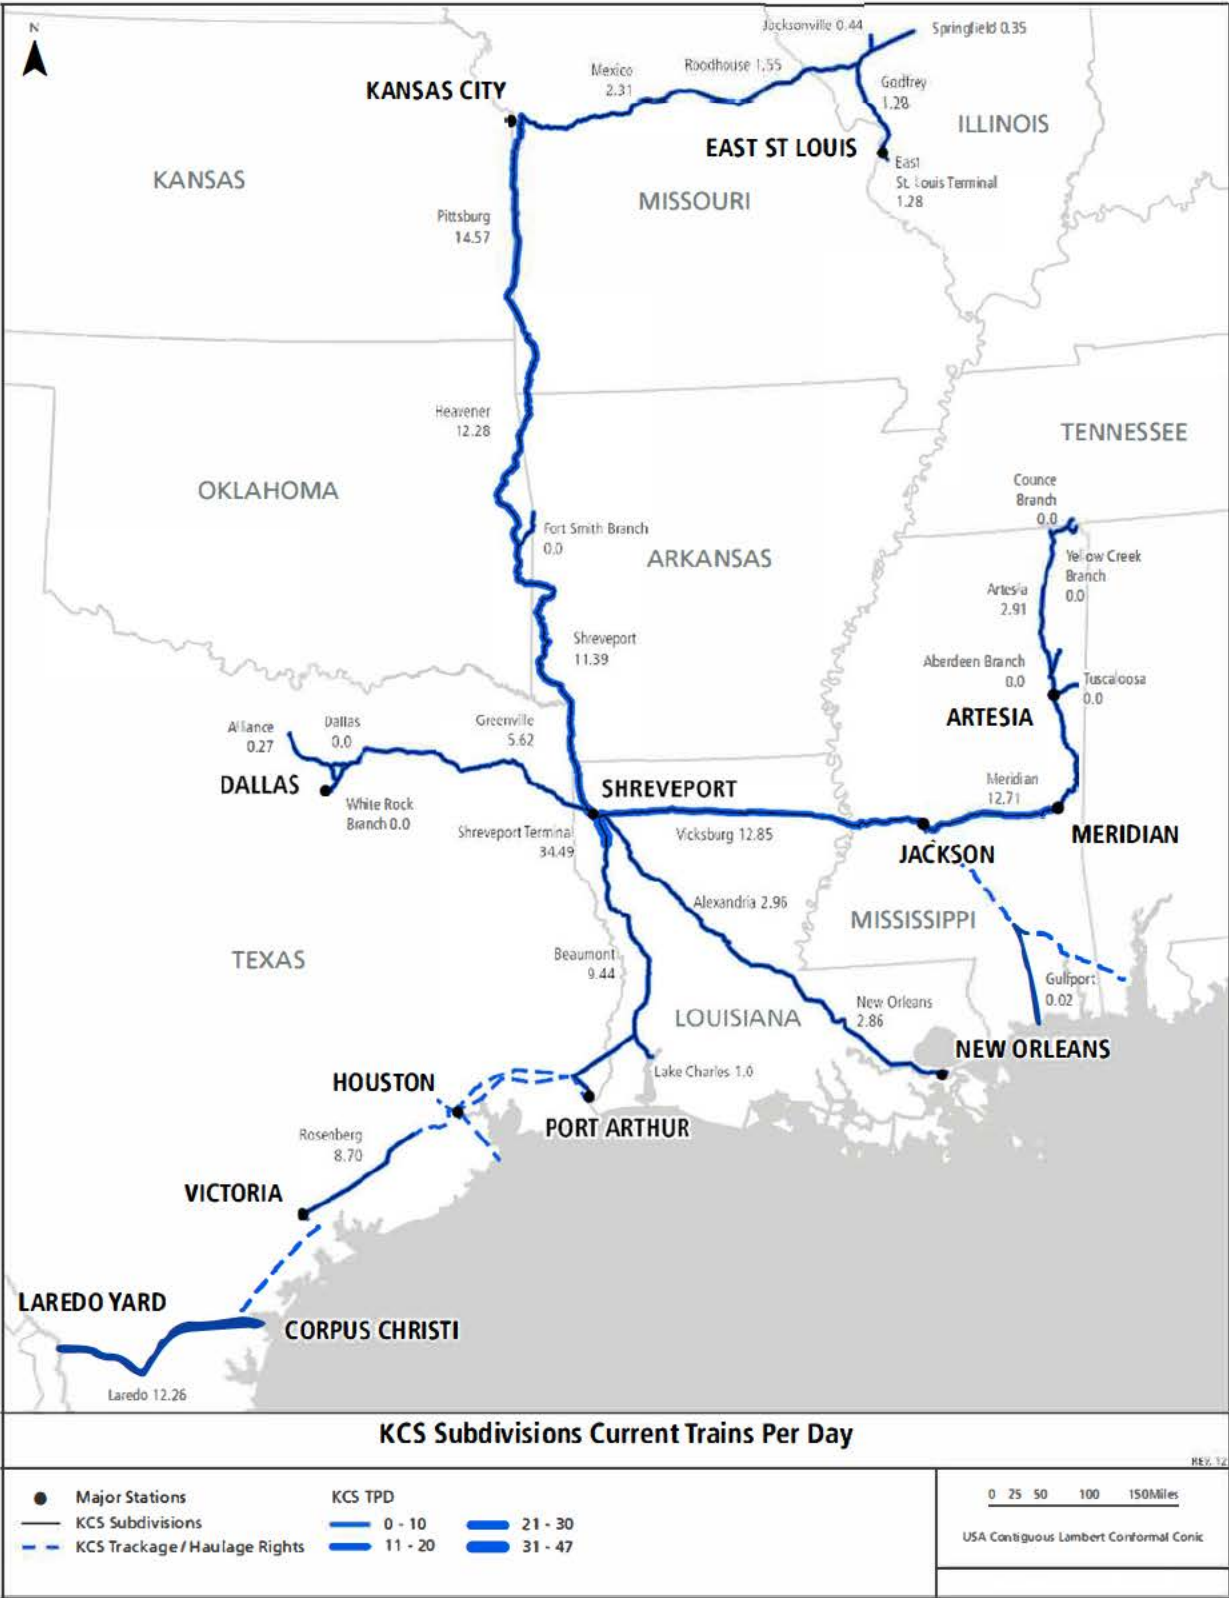 N
Jacksonville 0.44
Springfield 0.35
Mexico
2.31
Roodhouse 1.55
KANSAS CITY
Godfrey
1.28
ILLINOIS
EAST ST LOUIS
East
St. Louis Terminal
1.28
KANSAS
MISSOURI
Pittsburg
14.57
Heavener
12.28
TENNESSEE
OKLAHOMA
Counce
Branch
0.0
Fort Smith Branch
0.0
ARKANSAS
Yellow Creek
Branch
0.0
Artesia
2.91
Shreveport
11.39
Aberdeen Branch
0.0
Tuscaloosa
0.0
ARTESIA
Alliance
0.27
Dallas
0.0
Greenville
5.62
DALLAS
SHREVEPORT
Meridian
12.71
White Rock
Branch 0.0
Shreveport Terminal
34.49
Vicksburg 12.85
MERIDIAN
JACKSON
Alexandria 2.96
MISSISSIPPI
TEXAS
Beaumont
9.44
Gulfport
0.02
LOUISIANA
New Orleans
2.86
NEW ORLEANS
HOUSTON
Lake Charles 1.0
PORT ARTHUR
Rosenberg
8.70
VICTORIA
LAREDO YARD
CORPUS CHRISTI
Laredo 12.26
KCS Subdivisions Current Trains Per Day
REV. 12
Major Stations
KCS Subdivisions
KCS Trackage / Haulage Rights
KCS TPD
0 - 10
11 - 20
21 - 30
31 - 47
0 25 50 100 150 Miles
USA Contiguous Lambert Conformal Conic